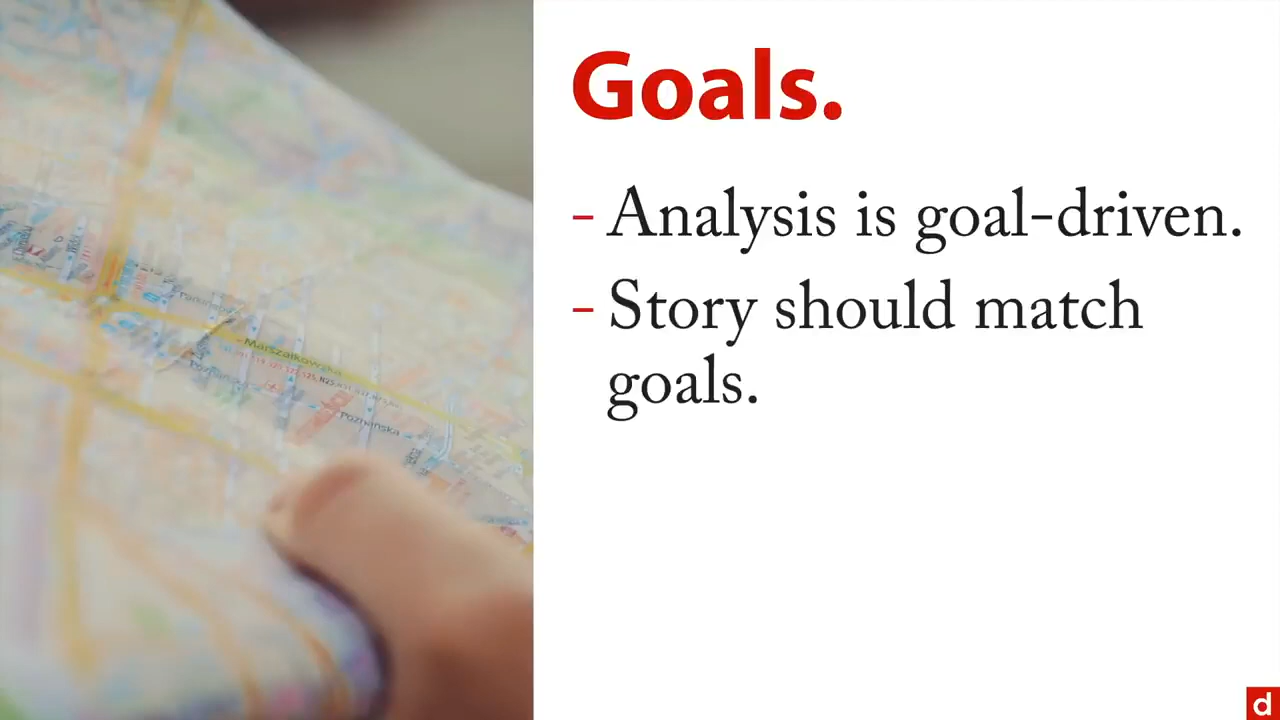 Goals.
- Analysis is goal-driven.
- Story should match
goals.
Marszałkowska
Poznańska
d